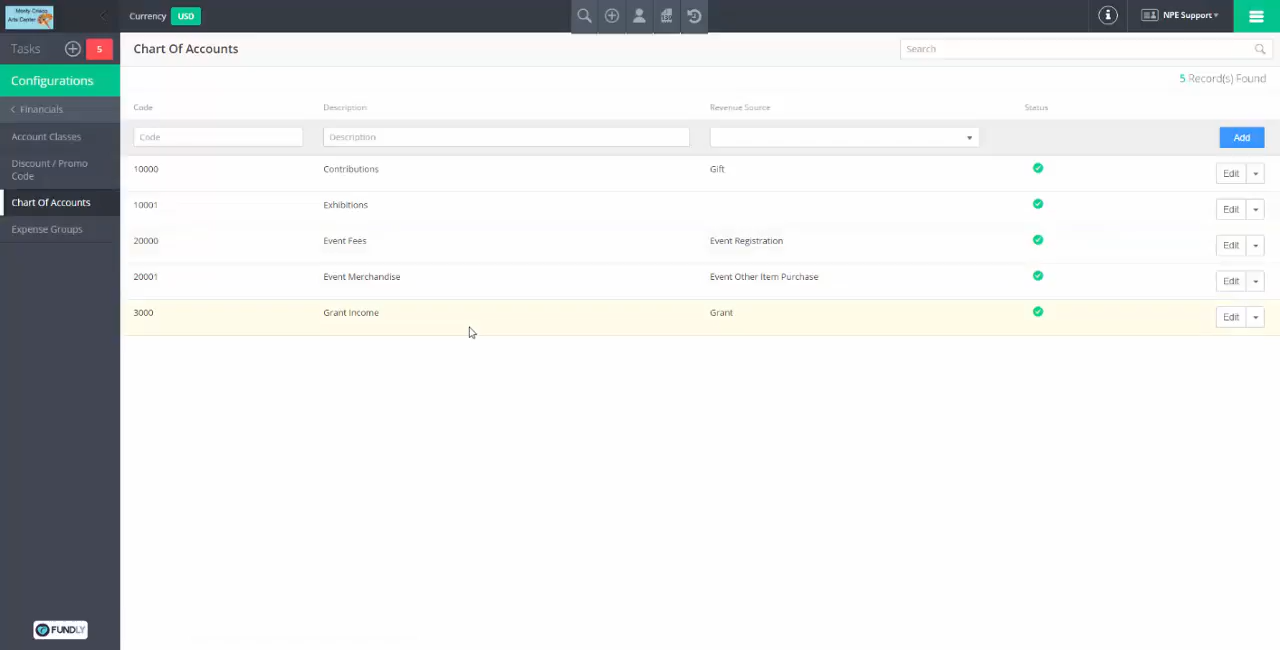 Currency USD
NPE Support
Tasks 5
Chart Of Accounts
Search
Configurations
5 Record(s) Found
Financials
Account Classes
Discount / Promo
Code
Chart Of Accounts
Expense Groups
Code Description Revenue Source Status
Code Description Add
10000 Contributions Gift Edit
10001 Exhibitions Edit
20000 Event Fees Event Registration Edit
20001 Event Merchandise Event Other Item Purchase Edit
3000 Grant Income Grant Edit
FUNDLY